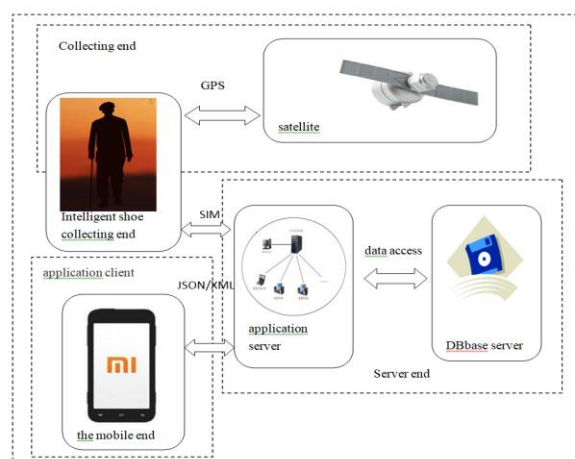 Collecting end
GPS
satellite
Intelligent shoe
collecting end
SIM
data access
application client
JSON/XML
application
server
DBbase server
Server end
mi
the mobile end